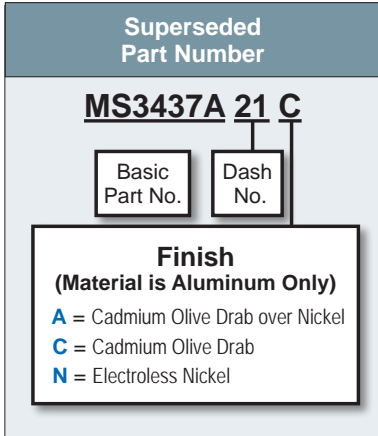 Superseded
Part Number
MS3437A 21 C
Basic
Part No.
Dash
No.
Finish
(Material is Aluminum Only)
A = Cadmium Olive Drab over Nickel
C = Cadmium Olive Drab
N = Electroless Nickel